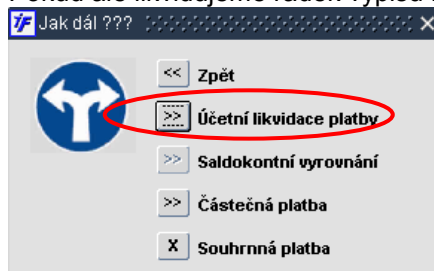 Jak dál ???
<< Zpět
>> Účetní likvidace platby
>> Saldokontní vyrovnání
>> Částečná platba
X Souhrnná platba